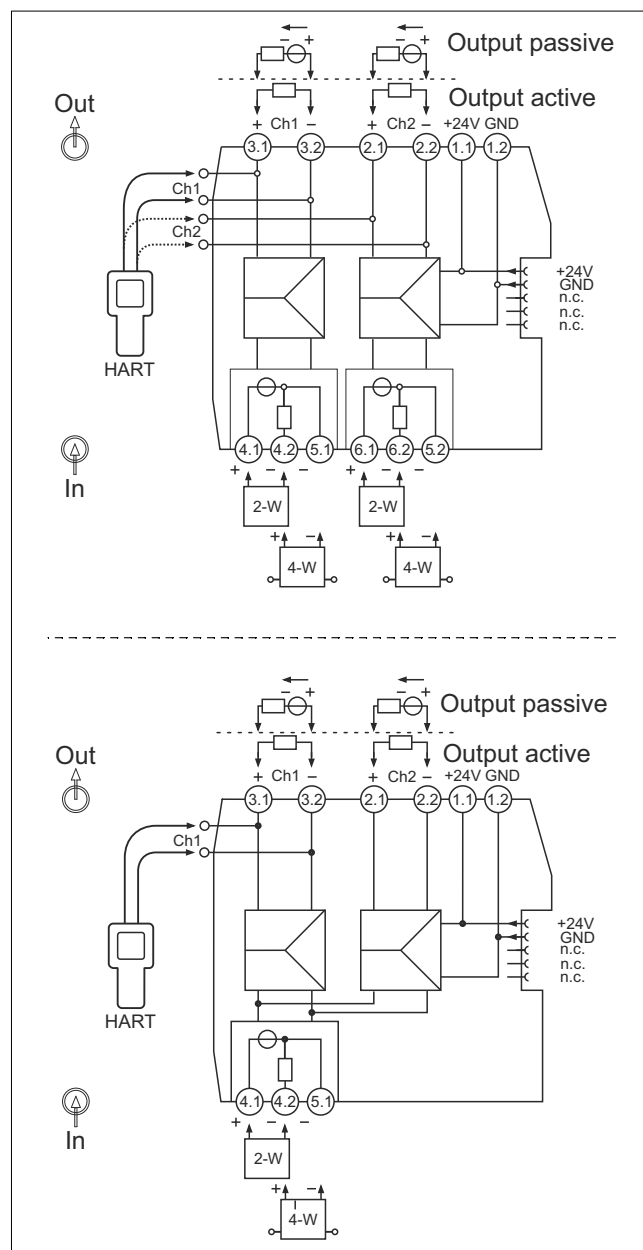 − +
− +
Output passive
Out
Output active
+ Ch1 −
+ Ch2 −
+24V GND
3.1 3.2 2.1 2.2 1.1 1.2
Ch1
Ch2
+24V
GND
n.c.
n.c.
n.c.
HART
4.1 4.2 5.1 6.1 6.2 5.2
+ − −
+ − −
In
2-W
2-W
+ −
+ −
4-W
4-W
− +
− +
Output passive
Out
Output active
+ Ch1 −
+ Ch2 −
+24V GND
3.1 3.2 2.1 2.2 1.1 1.2
Ch1
+24V
GND
n.c.
n.c.
n.c.
HART
4.1 4.2 5.1
+ − −
In
2-W
+ −
4-W